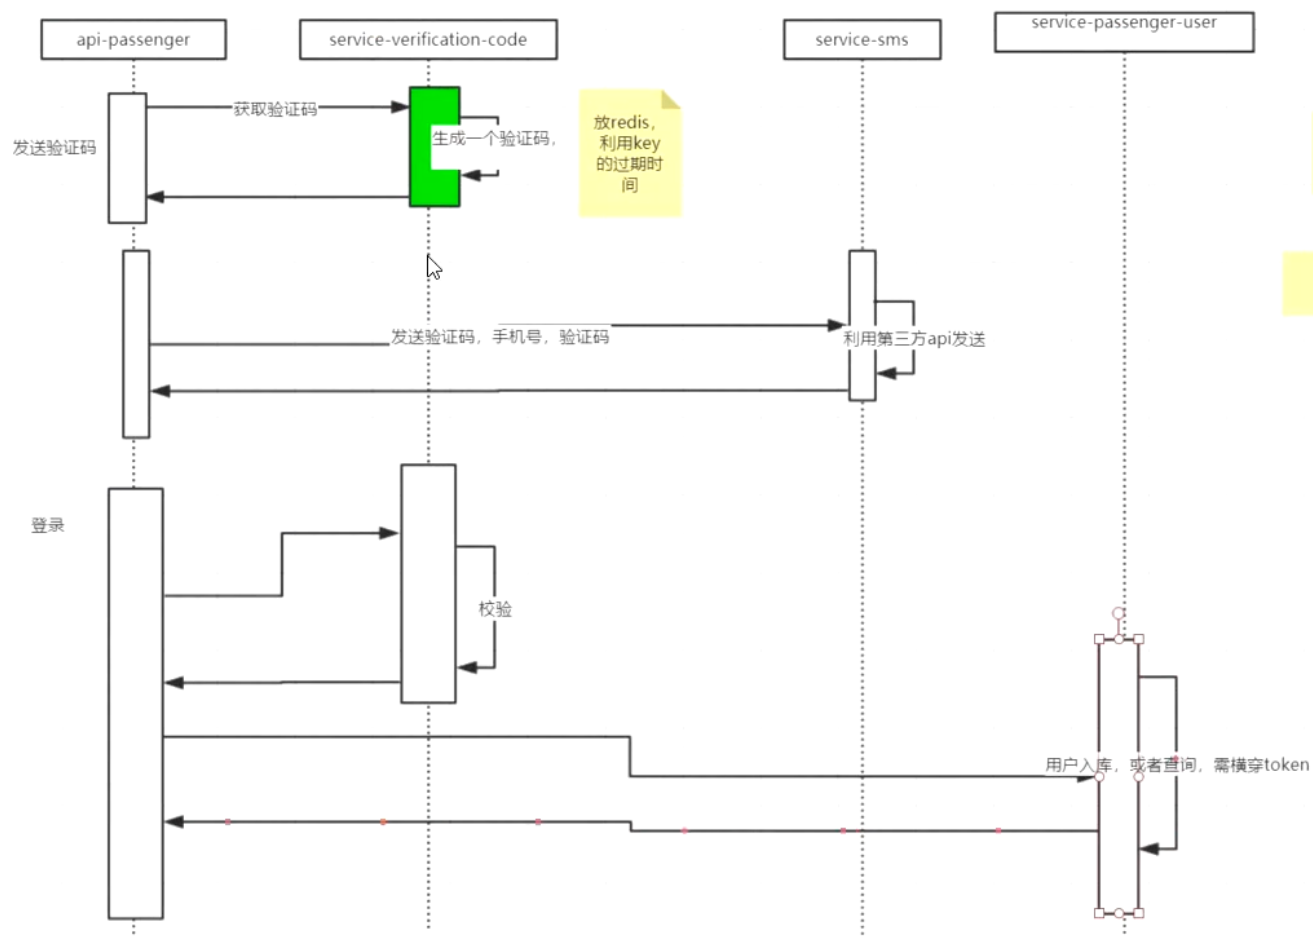 api-passenger
service-verification-code
service-sms
service-passenger-user
获取验证码
发送验证码
生成一个验证码，
放redis，
利用key
的过期时
间
发送验证码，手机号，验证码
利用第三方api发送
登录
校验
用户入库，或者查询，需横穿token